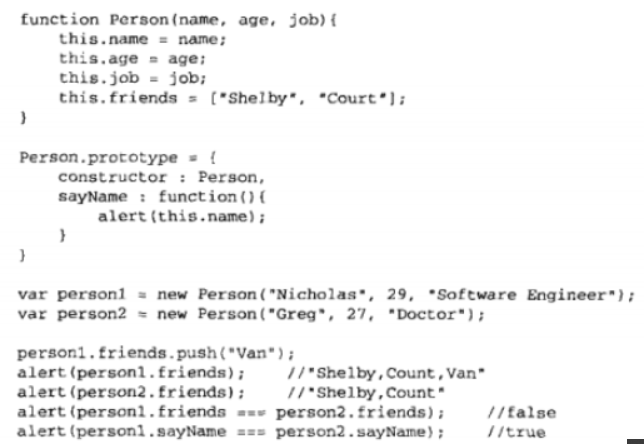 function Person(name, age, job){
    this.name = name;
    this.age = age;
    this.job = job;
    this.friends = ["Shelby", "Court"];
}

Person.prototype = {
    constructor : Person,
    sayName : function(){
        alert(this.name);
    }
}

var person1 = new Person("Nicholas", 29, "Software Engineer");
var person2 = new Person("Greg", 27, "Doctor");

person1.friends.push("Van");
alert(person1.friends);    //"Shelby,Count,Van"
alert(person2.friends);    //"Shelby,Count"
alert(person1.friends === person2.friends);    //false
alert(person1.sayName === person2.sayName);    //true